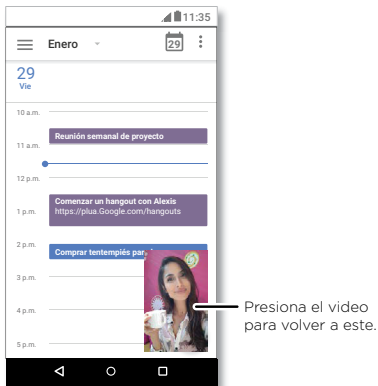 11:35
Enero
29
29
Vie
10 a.m.
Reunión semanal de proyecto
11 a.m.
12 p.m.
Comenzar un hangout con Alexis
1 p.m.
https://plua.Google.com/hangouts
2 p.m.
Comprar tentempiés par
3 p.m.
4 p.m.
5 p.m.
Presiona el video
para volver a este.